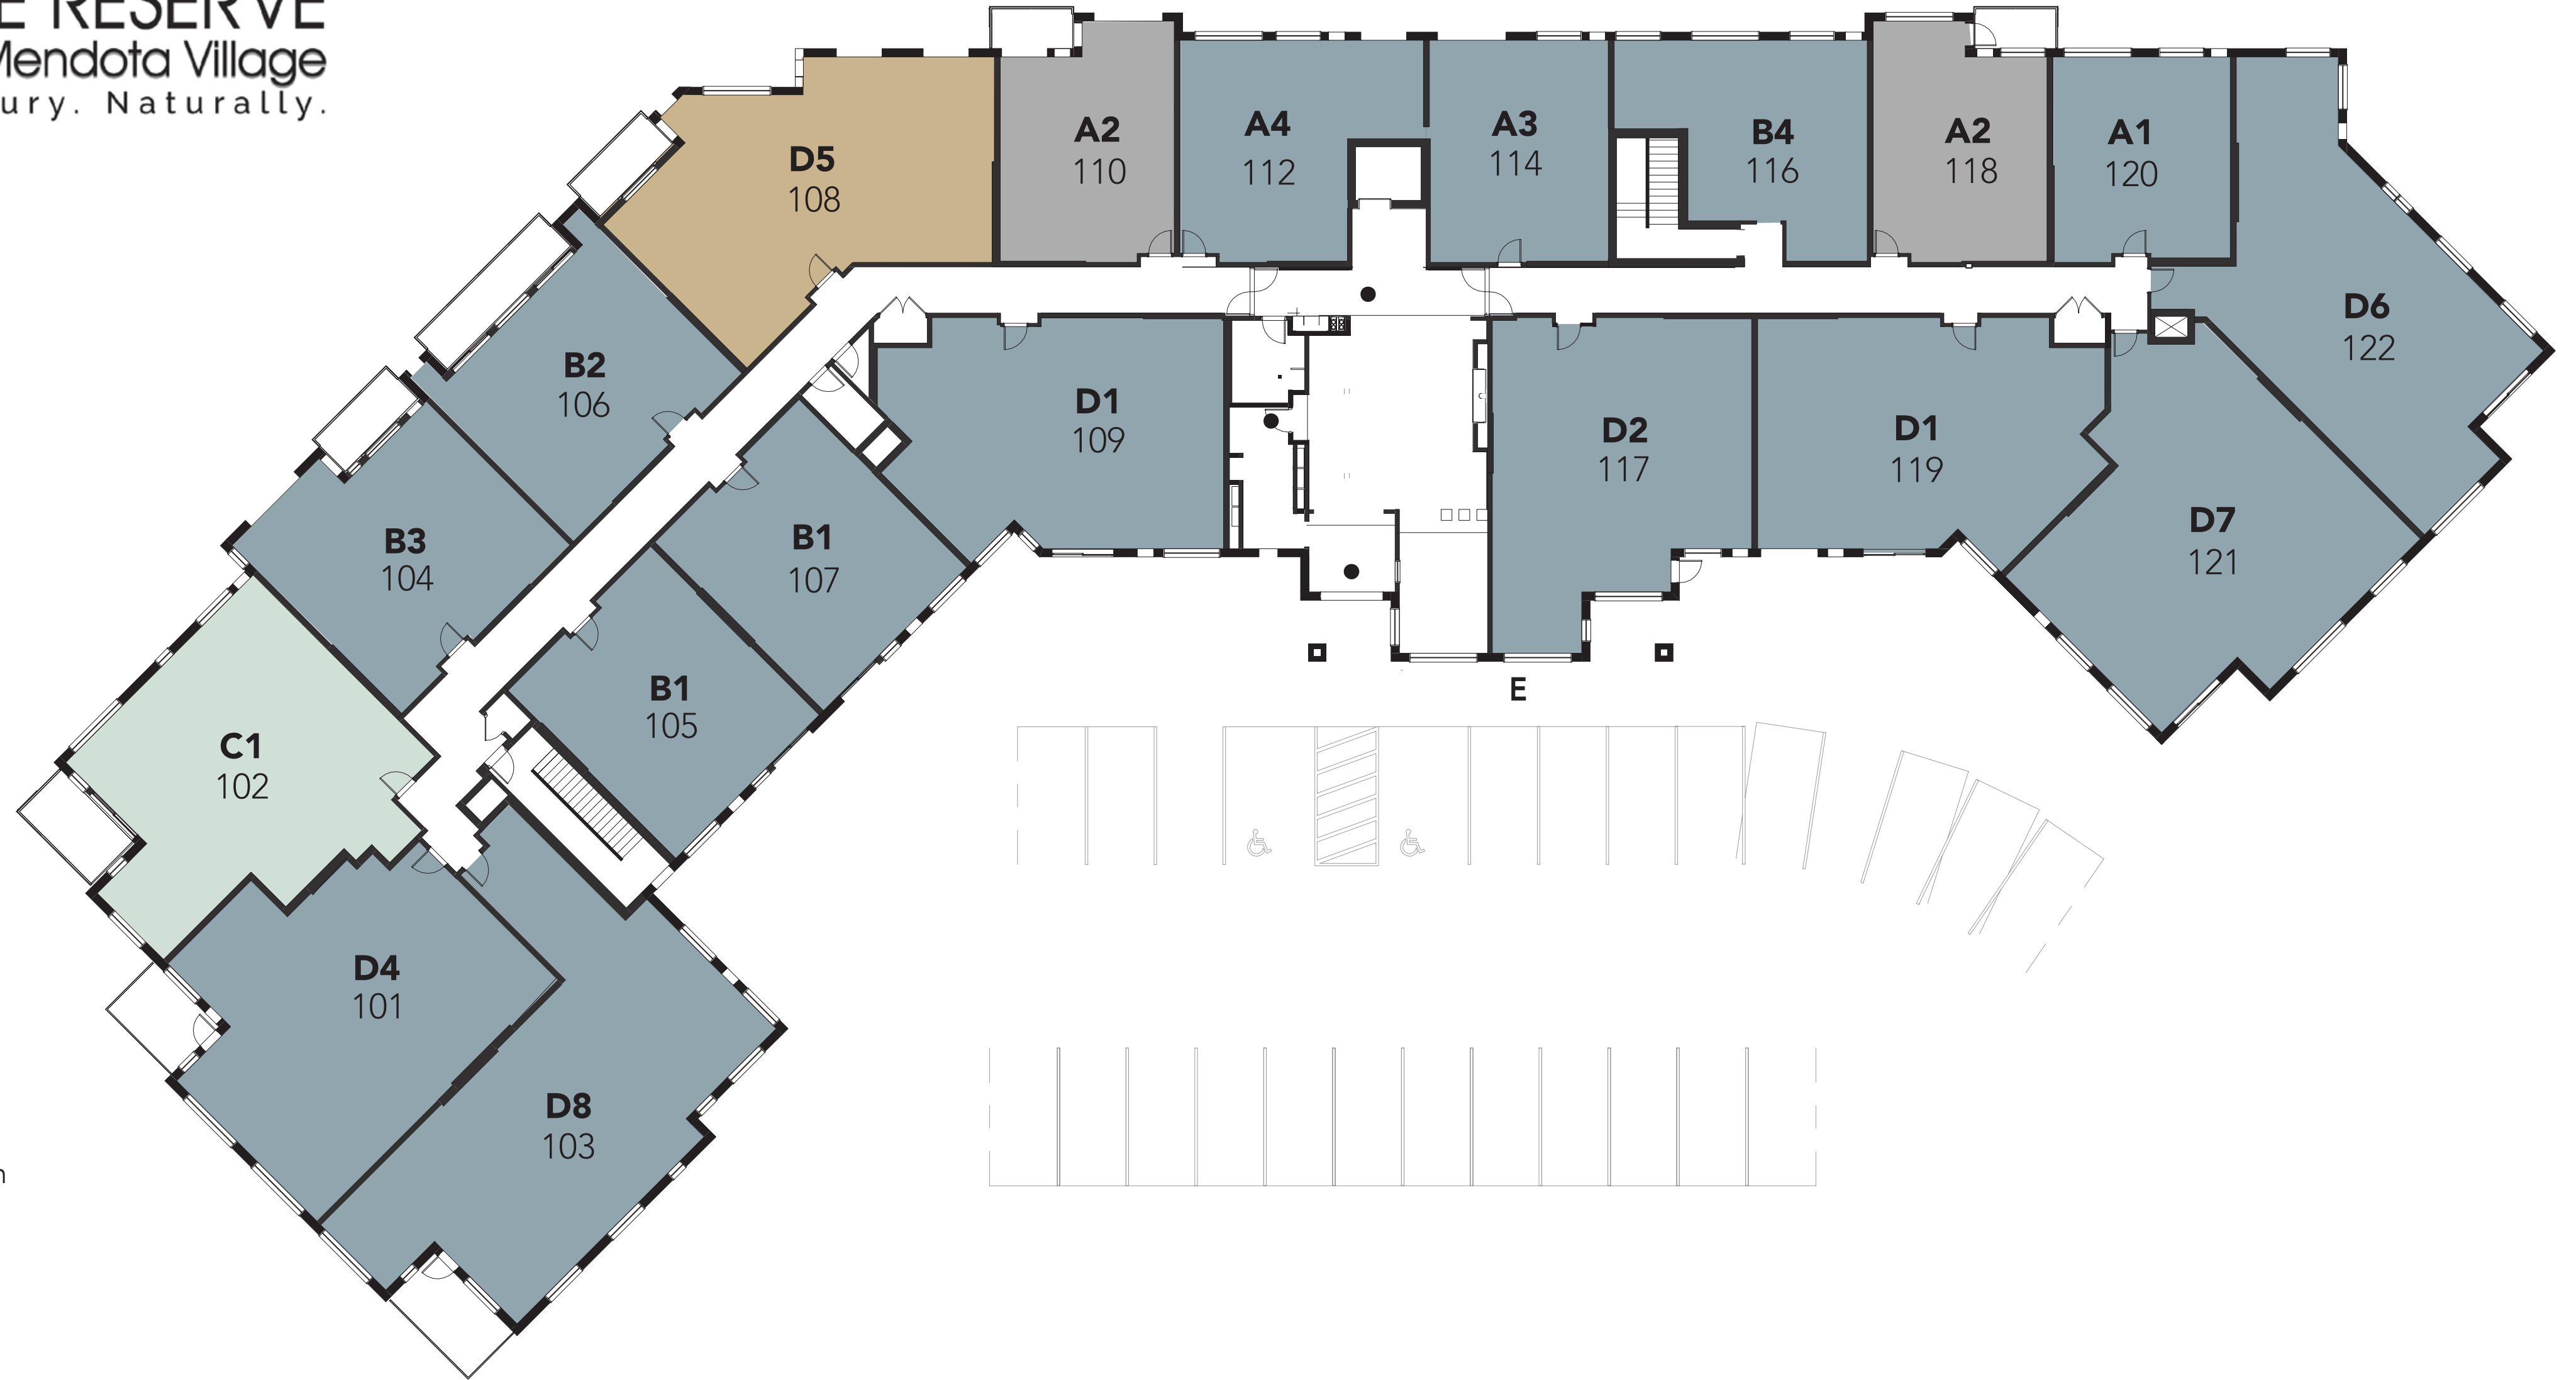 E RESERVE
Mendota Village
ury. Naturally.
D5
108
A2
110
A4
112
A3
114
B4
116
A2
118
A1
120
D6
122
B2
106
D1
109
D2
117
D1
119
D7
121
B3
104
B1
107
B1
105
E
C1
102
D4
101
D8
103
n